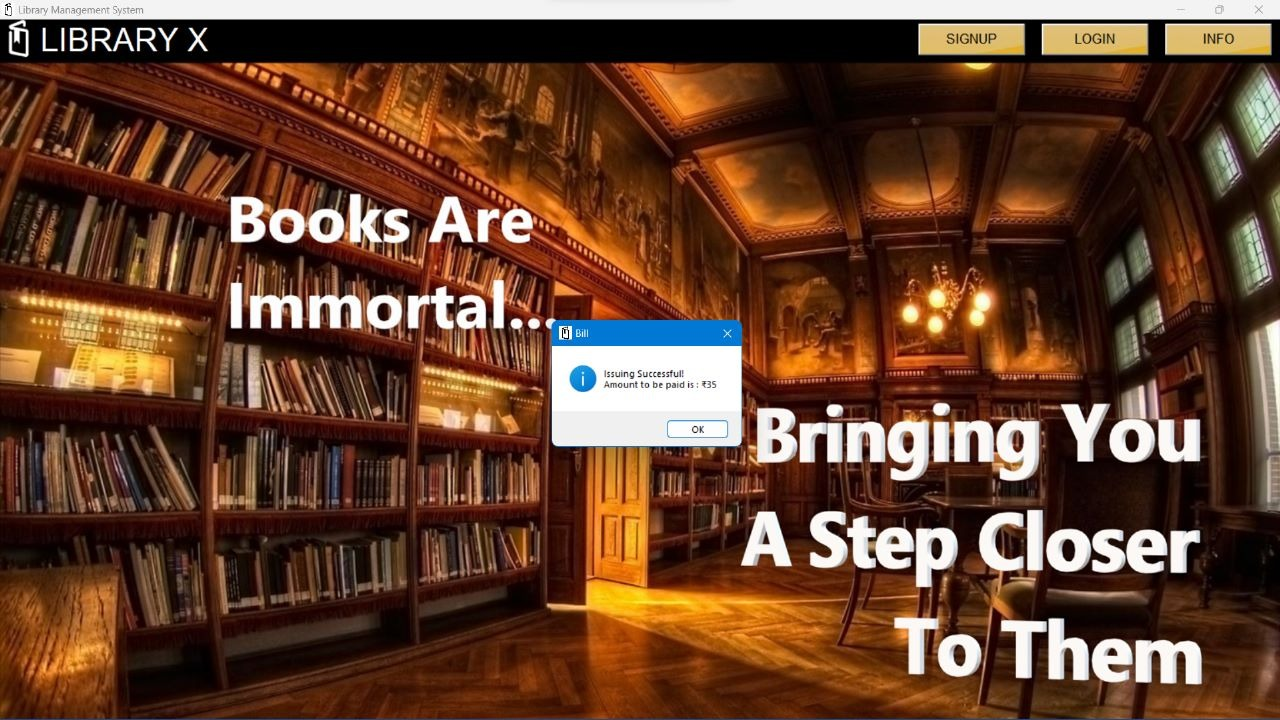 Library Management System
LIBRARY X
SIGNUP
LOGIN
INFO
Books Are
Immortal...
Bill
Issuing Successful!
Amount to be paid is : ₹35
OK
Bringing You
A Step Closer
To Them